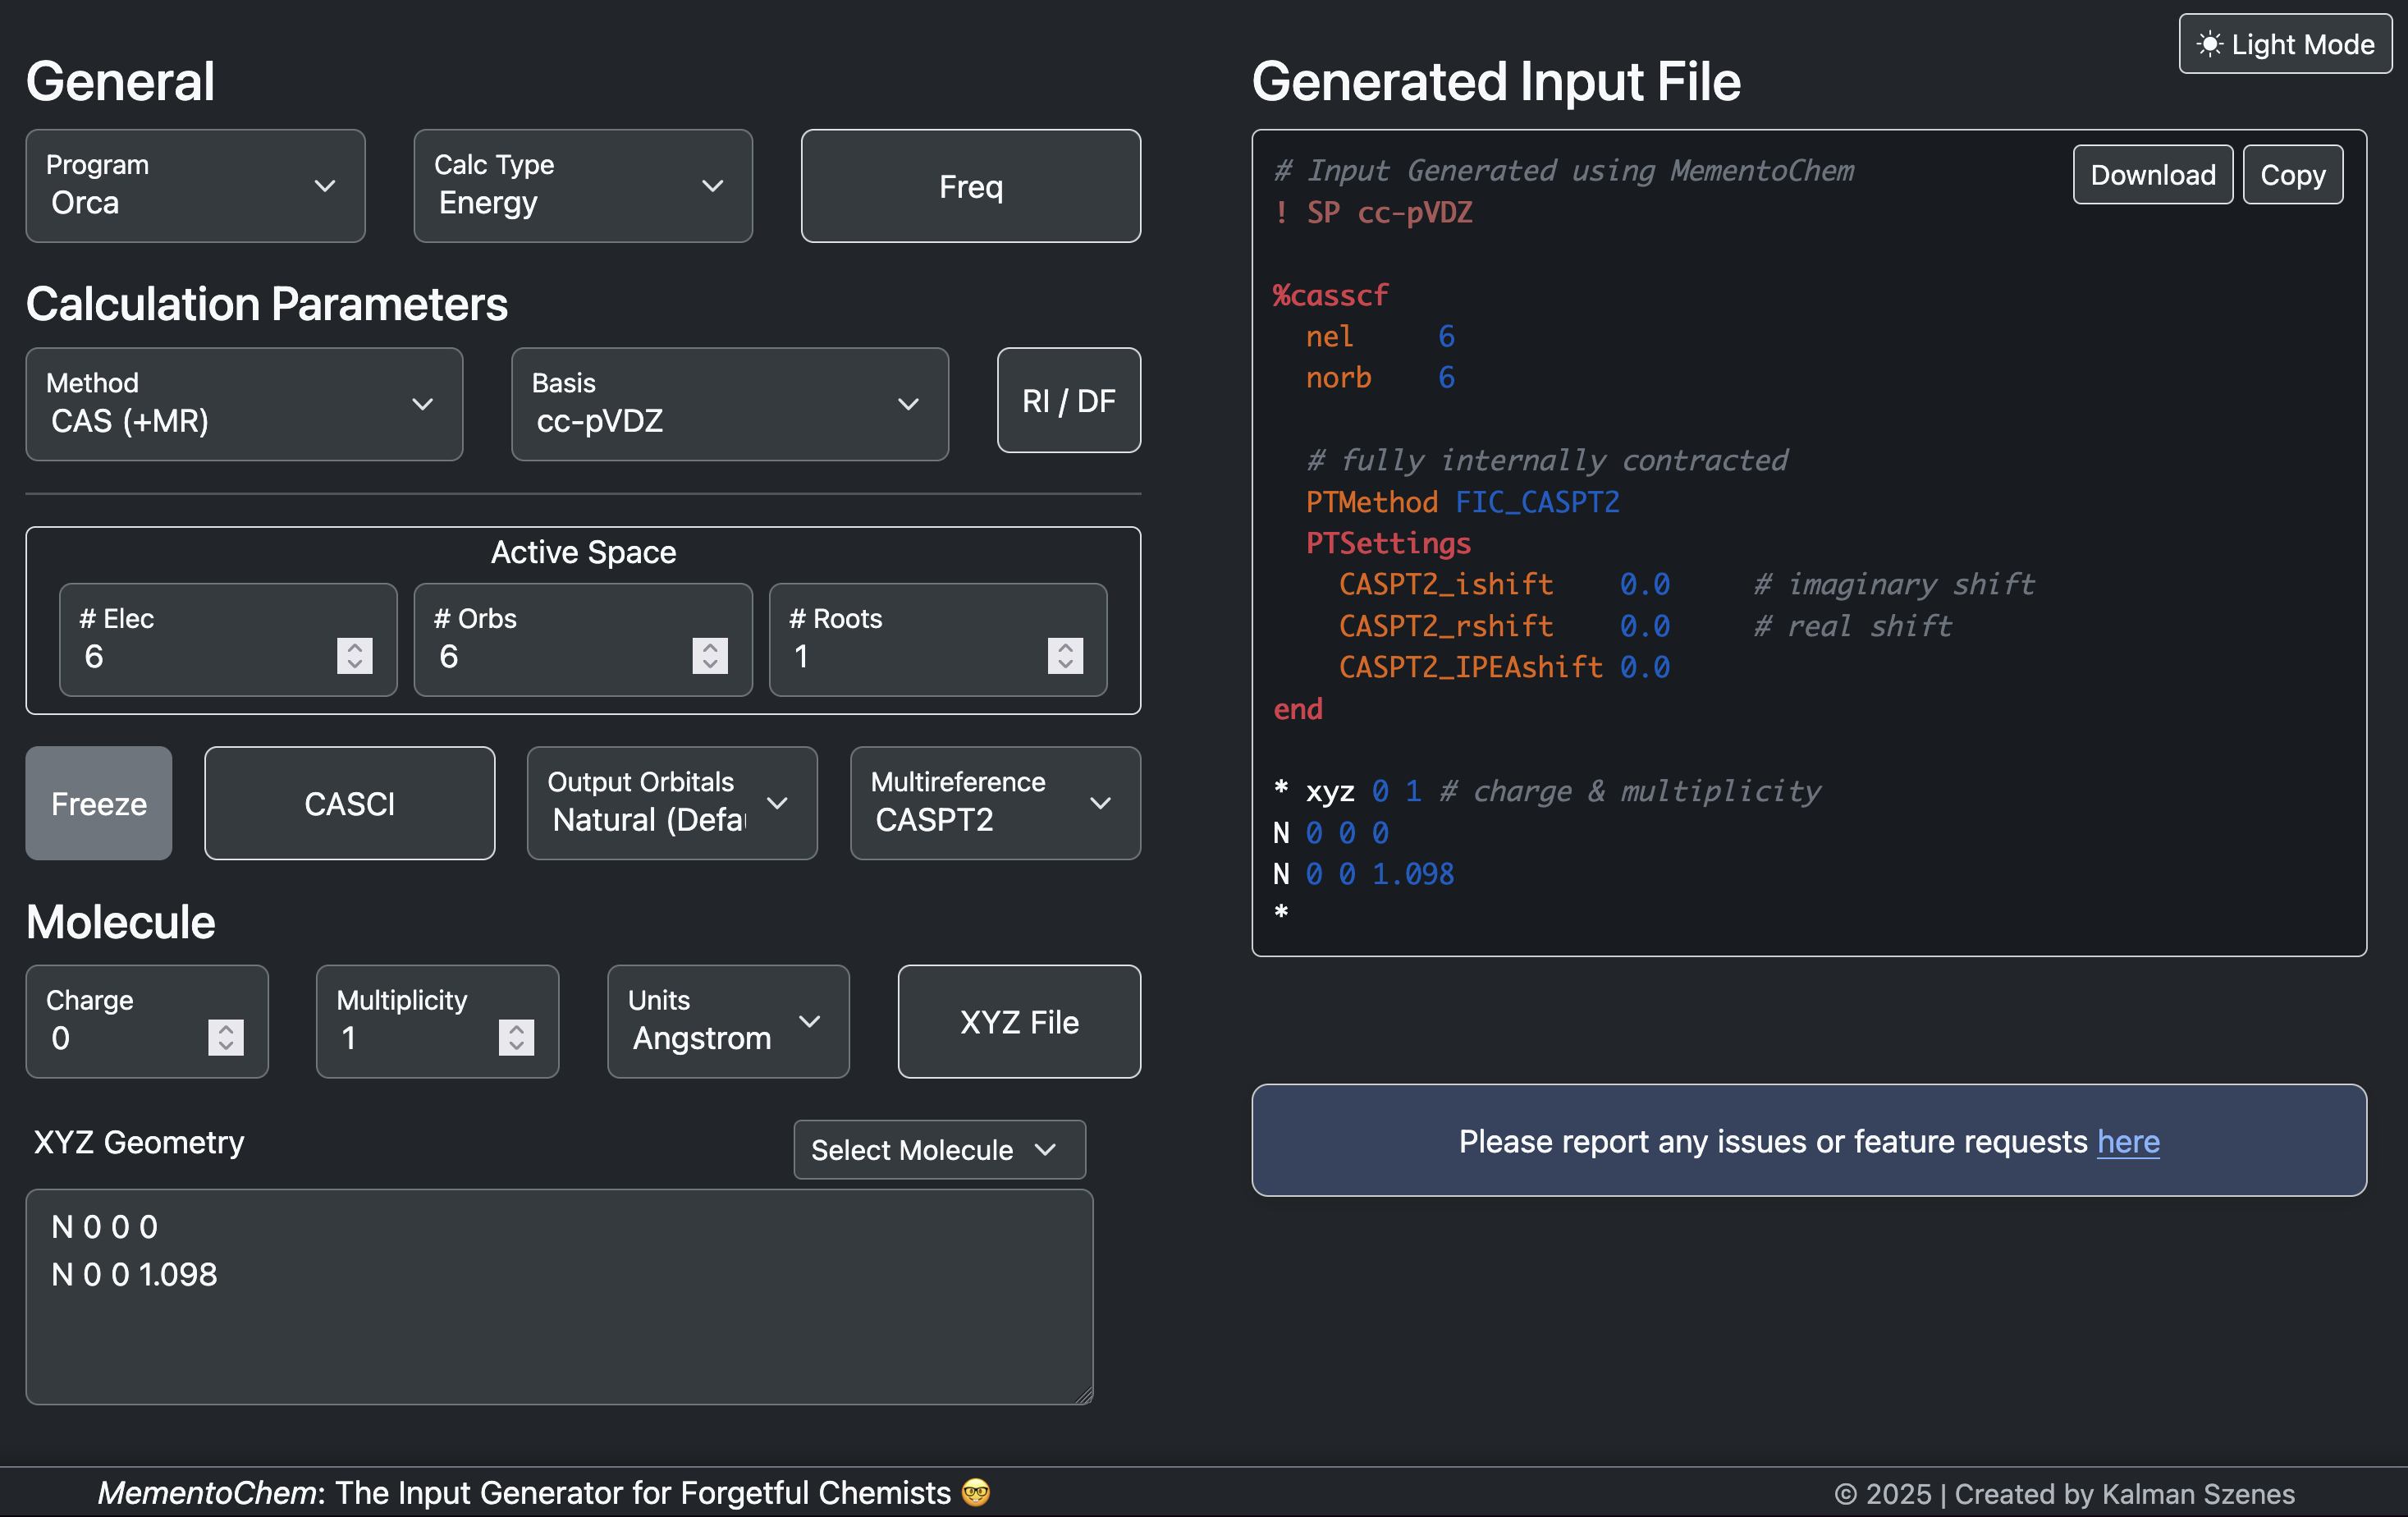 Light Mode
General
Program
Orca
Calc Type
Energy
Freq
Calculation Parameters
Method
CAS (+MR)
Basis
cc-pVDZ
RI / DF
Active Space
# Elec
6
# Orbs
6
# Roots
1
Freeze
CASCI
Output Orbitals
Natural (Defau
Multireference
CASPT2
Molecule
Charge
0
Multiplicity
1
Units
Angstrom
XYZ File
XYZ Geometry
Select Molecule
N 0 0 0
N 0 0 1.098
Generated Input File
Download
Copy
# Input Generated using MementoChem
! SP cc-pVDZ
%casscf
  nel     6
  norb    6
  # fully internally contracted
  PTMethod FIC_CASPT2
  PTSettings
    CASPT2_ishift    0.0     # imaginary shift
    CASPT2_rshift    0.0     # real shift
    CASPT2_IPEAshift 0.0
end
* xyz 0 1 # charge & multiplicity
N 0 0 0
N 0 0 1.098
*
Please report any issues or feature requests here
MementoChem: The Input Generator for Forgetful Chemists 🤓
© 2025 | Created by Kalman Szenes